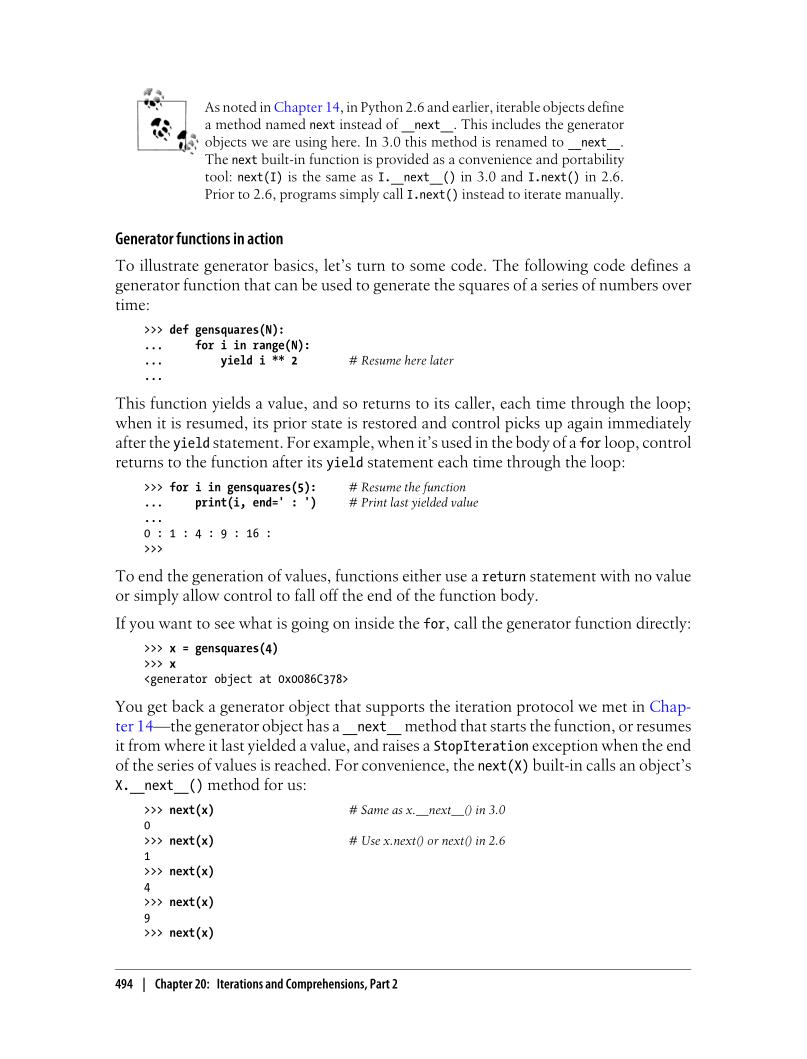 As noted in Chapter 14, in Python 2.6 and earlier, iterable objects define
a method named next instead of __next__. This includes the generator
objects we are using here. In 3.0 this method is renamed to __next__.
The next built-in function is provided as a convenience and portability
tool: next(I) is the same as I.__next__() in 3.0 and I.next() in 2.6.
Prior to 2.6, programs simply call I.next() instead to iterate manually.
Generator functions in action
To illustrate generator basics, let's turn to some code. The following code defines a
generator function that can be used to generate the squares of a series of numbers over
time:
>>> def gensquares(N):
...     for i in range(N):
...         yield i ** 2        # Resume here later
...
This function yields a value, and so returns to its caller, each time through the loop;
when it is resumed, its prior state is restored and control picks up again immediately
after the yield statement. For example, when it's used in the body of a for loop, control
returns to the function after its yield statement each time through the loop:
>>> for i in gensquares(5):     # Resume the function
...     print(i, end=' : ')     # Print last yielded value
...
0 : 1 : 4 : 9 : 16 :
>>>
To end the generation of values, functions either use a return statement with no value
or simply allow control to fall off the end of the function body.
If you want to see what is going on inside the for, call the generator function directly:
>>> x = gensquares(4)
>>> x
<generator object at 0x0086C378>
You get back a generator object that supports the iteration protocol we met in Chap-
ter 14—the generator object has a __next__ method that starts the function, or resumes
it from where it last yielded a value, and raises a StopIteration exception when the end
of the series of values is reached. For convenience, the next(X) built-in calls an object's
X.__next__() method for us:
>>> next(x)                     # Same as x.__next__() in 3.0
0
>>> next(x)                     # Use x.next() or next() in 2.6
1
>>> next(x)
4
>>> next(x)
9
>>> next(x)
494 | Chapter 20: Iterations and Comprehensions, Part 2